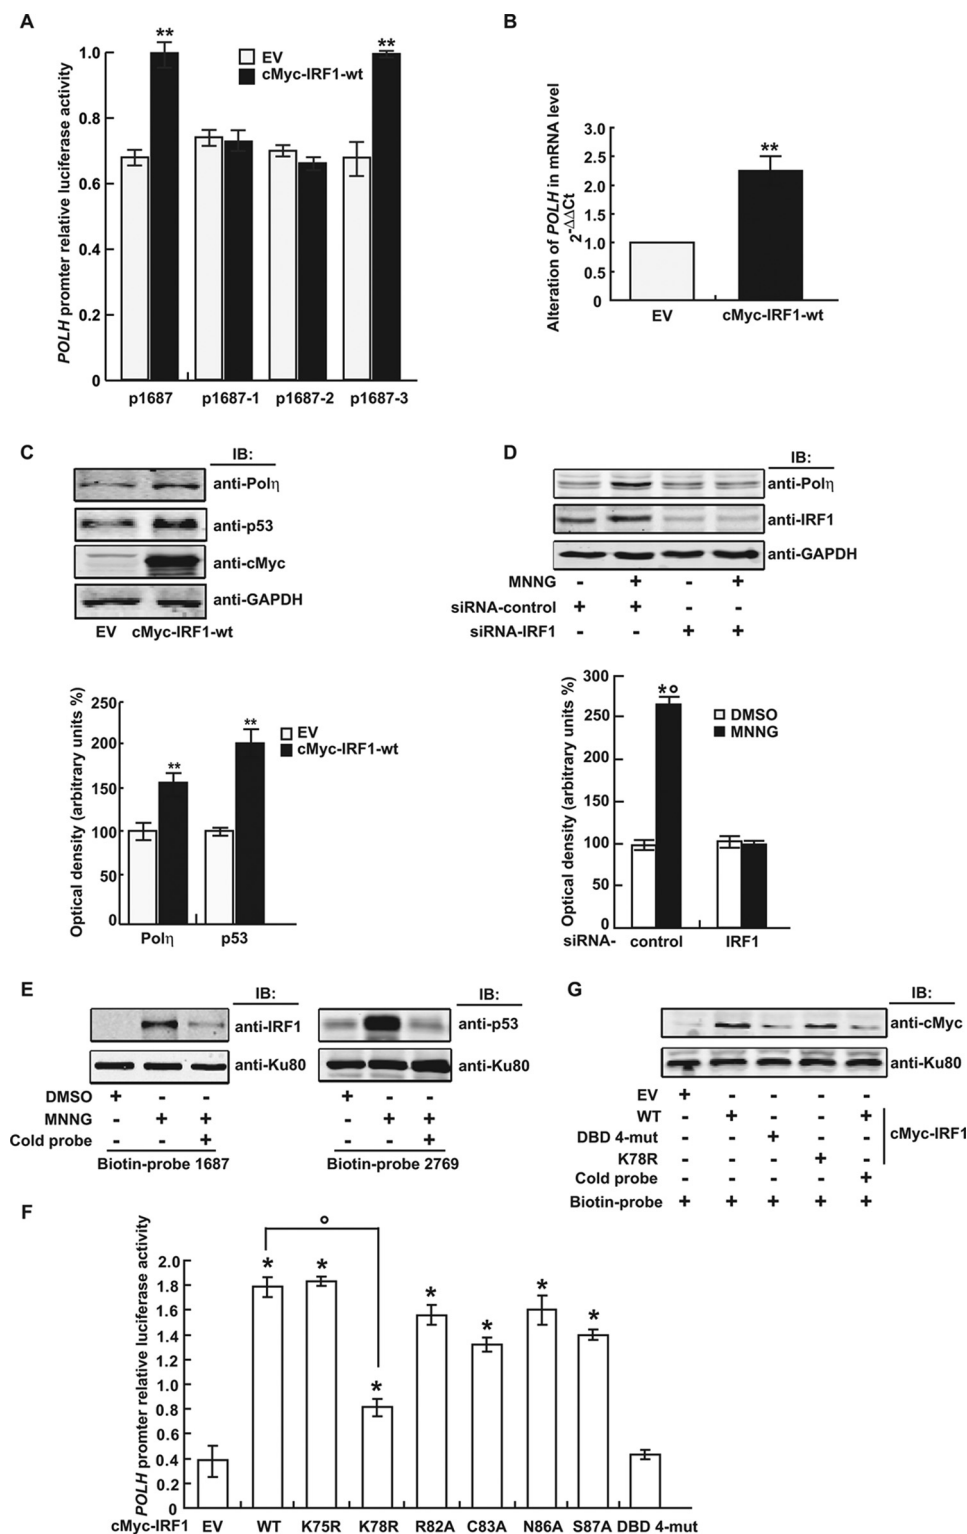 A
POLH promter relative luciferase activity
1.0
0.8
0.6
0.4
0.2
0
**
**
EV
cMyc-IRF1-wt
p1687
p1687-1
p1687-2
p1687-3
B
Alteration of POLH in mRNA level
2-ΔΔCt
3.0
2.5
2.0
1.5
1.0
0.5
0
**
EV
cMyc-IRF1-wt
C
IB:
anti-Polη
anti-p53
anti-cMyc
anti-GAPDH
EV cMyc-IRF1-wt
Optical density (arbitrary units %)
250
200
150
100
50
0
**
**
EV
cMyc-IRF1-wt
Polη
p53
D
IB:
anti-Polη
anti-IRF1
anti-GAPDH
MNNG - + - +
siRNA-control + + - -
siRNA-IRF1 - - + +
Optical density (arbitrary units %)
300
250
200
150
100
50
0
*°
DMSO
MNNG
siRNA- control IRF1
E
IB:
anti-IRF1
anti-Ku80
DMSO + - -
MNNG - + +
Cold probe - - +
Biotin-probe 1687
IB:
anti-p53
anti-Ku80
+ - -
- + +
- - +
Biotin-probe 2769
G
IB:
anti-cMyc
anti-Ku80
EV + - - - -
WT - + - - +
DBD 4-mut - - + - -
K78R - - - + -
Cold probe - - - - +
Biotin-probe + + + + +
cMyc-IRF1
F
POLH promter relative luciferase activity
2.0
1.8
1.6
1.4
1.2
1.0
0.8
0.6
0.4
0.2
0
°
* * * * * * *
cMyc-IRF1 EV WT K75R K78R R82A C83A N86A S87A DBD 4-mut